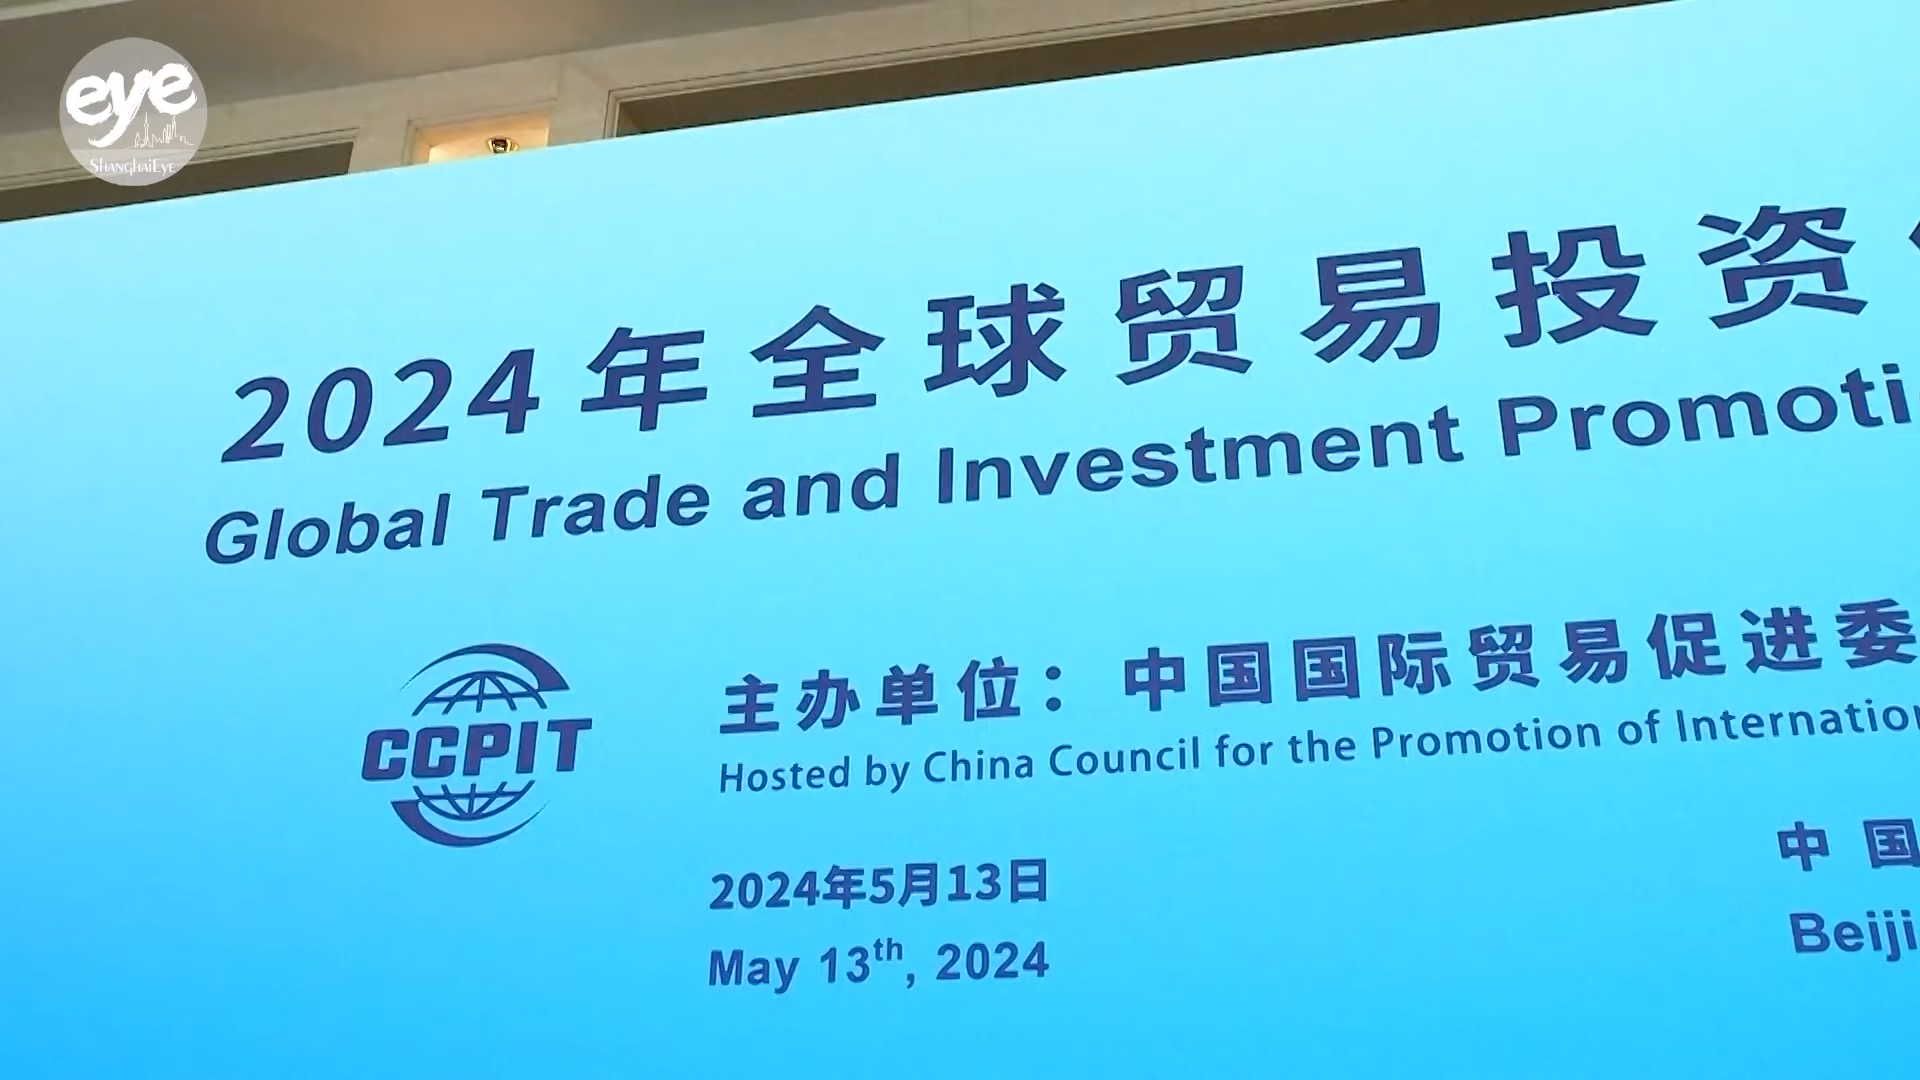 eye
ShanghaiEye
2024年全球贸易投资
Global Trade and Investment Promoti
CCPIT
主办单位：中国国际贸易促进委
Hosted by China Council for the Promotion of Internatio
2024年5月13日
May 13th, 2024
中国
Beiji